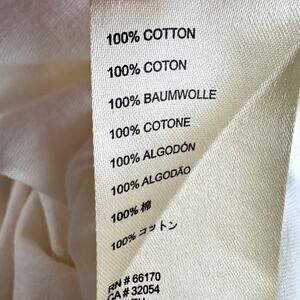 100% COTTON
100% COTON
100% BAUMWOLLE
100% COTONE
100% ALGODÓN
100% ALGODÃO
100% 棉
100% コットン
RN # 66170
CA # 32054